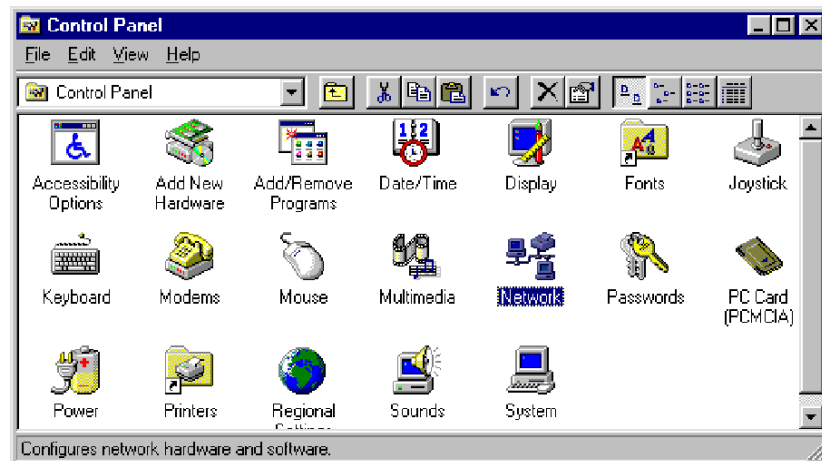 Control Panel
File Edit View Help
Control Panel
1 2
Accessibility Options
Add New Hardware
Add/Remove Programs
Date/Time
Display
Fonts
Joystick
Keyboard
Modems
Mouse
Multimedia
Network
Passwords
PC Card (PCMCIA)
Power
Printers
Regional
Sounds
System
Configures network hardware and software.